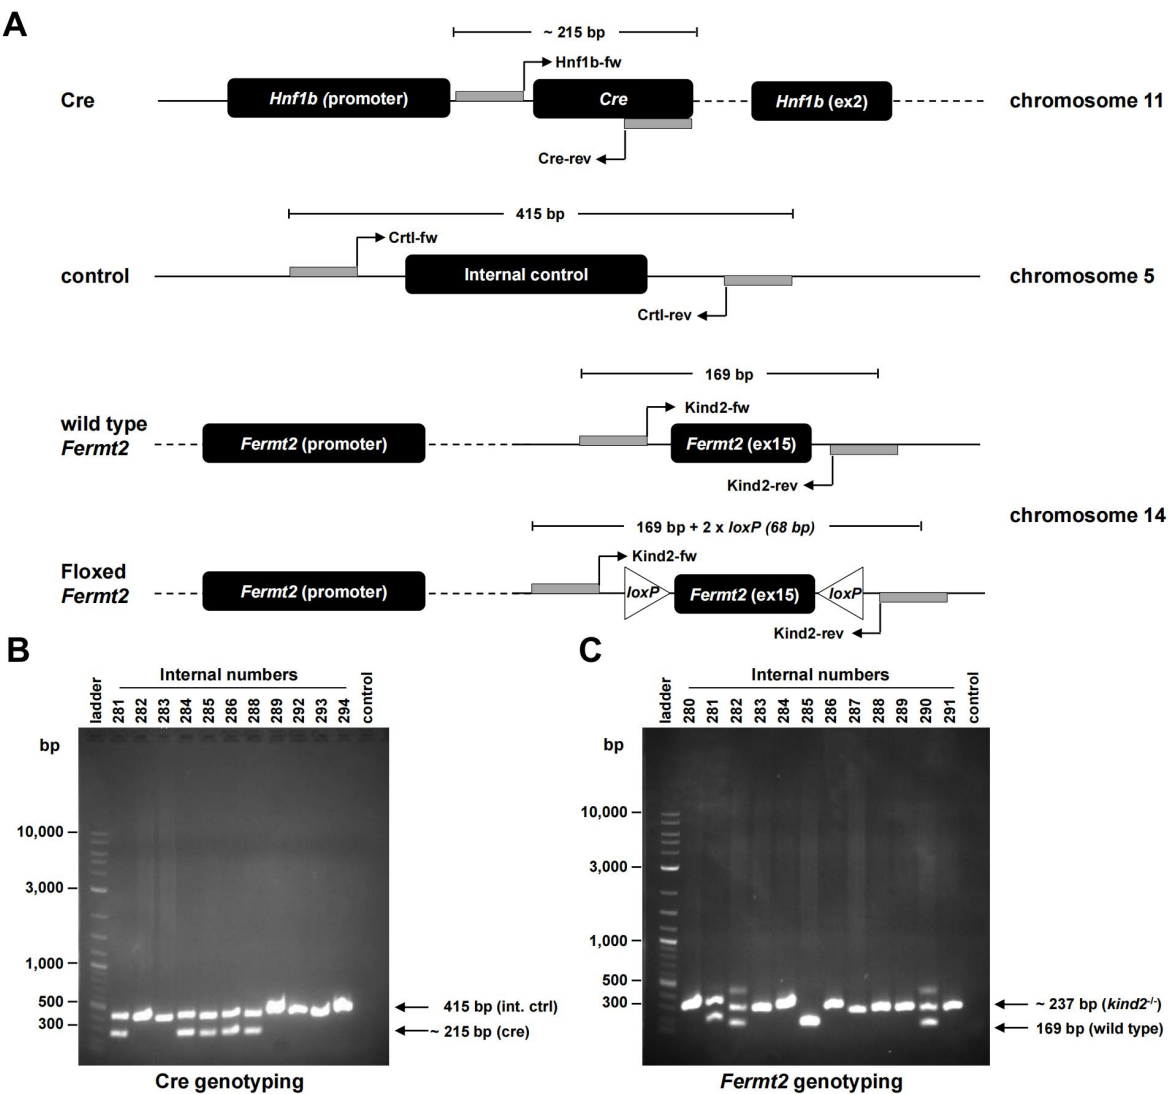 A
~ 215 bp
Hnf1b-fw
Cre
Hnf1b (promoter)
Cre
Hnf1b (ex2)
chromosome 11
Cre-rev
415 bp
Crtl-fw
control
Internal control
chromosome 5
Crtl-rev
169 bp
wild type
Fermt2
Kind2-fw
Fermt2 (promoter)
Fermt2 (ex15)
Kind2-rev
chromosome 14
169 bp + 2 x loxP (68 bp)
Kind2-fw
Floxed
Fermt2
Fermt2 (promoter)
loxP
Fermt2 (ex15)
loxP
Kind2-rev
B
Internal numbers
ladder
281
282
283
284
285
286
288
289
292
293
294
control
bp
10,000
3,000
1,000
500
300
415 bp (int. ctrl)
~ 215 bp (cre)
Cre genotyping
C
Internal numbers
ladder
280
281
282
283
284
285
286
287
288
289
290
291
control
bp
10,000
3,000
1,000
500
300
~ 237 bp (kind2-/-)
169 bp (wild type)
Fermt2 genotyping